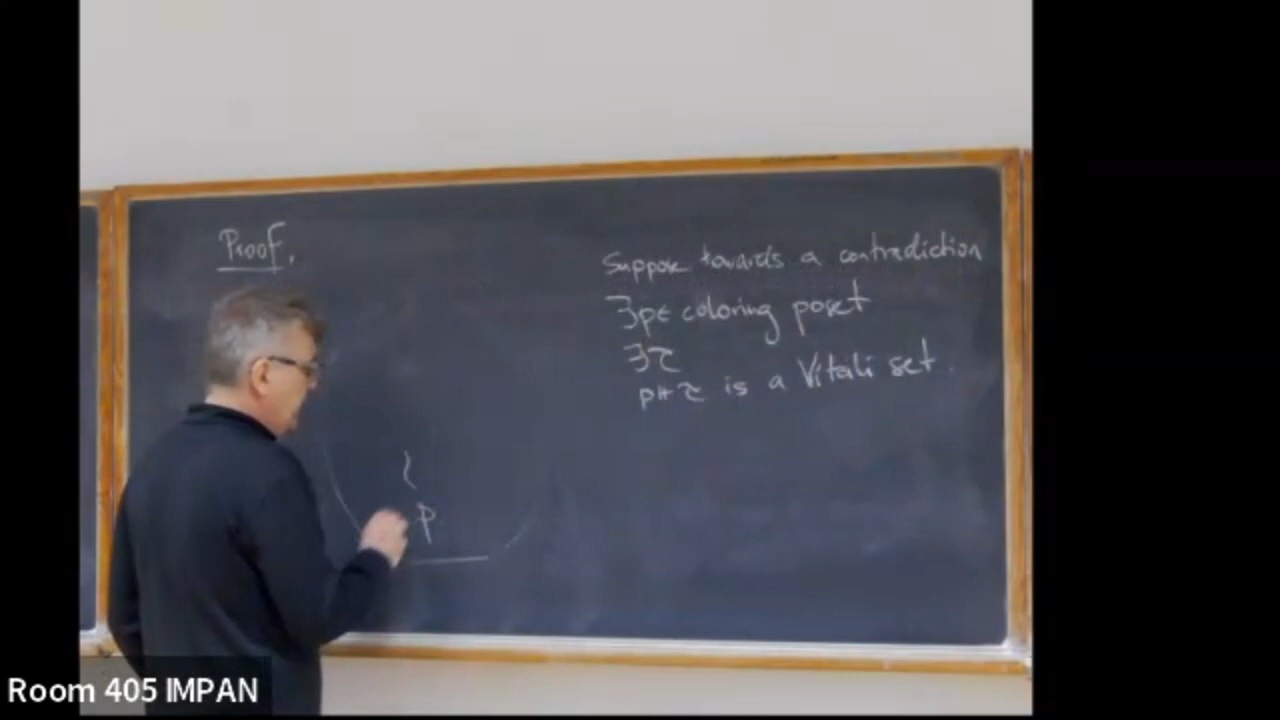 Proof.
Suppose towards a contradiction
∃p∈ coloring poset
∃τ
p⊩τ is a Vitali set.
p
Room 405 IMPAN